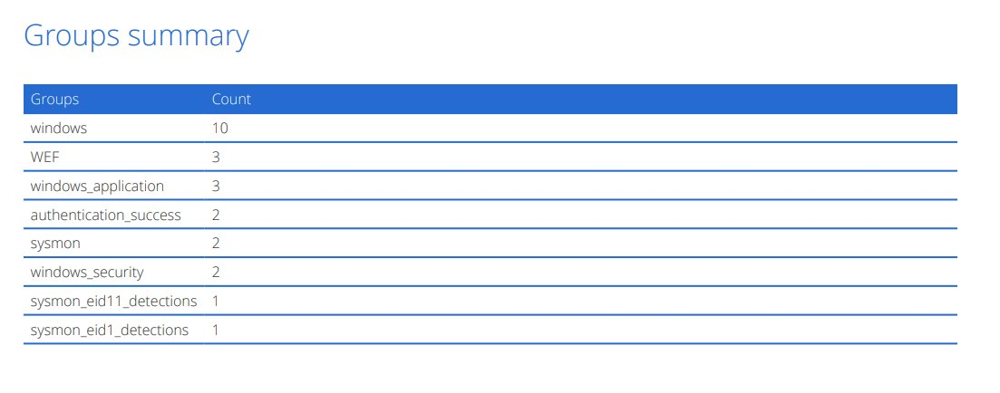 Groups summary
Groups Count
windows 10
WEF 3
windows_application 3
authentication_success 2
sysmon 2
windows_security 2
sysmon_eid11_detections 1
sysmon_eid1_detections 1